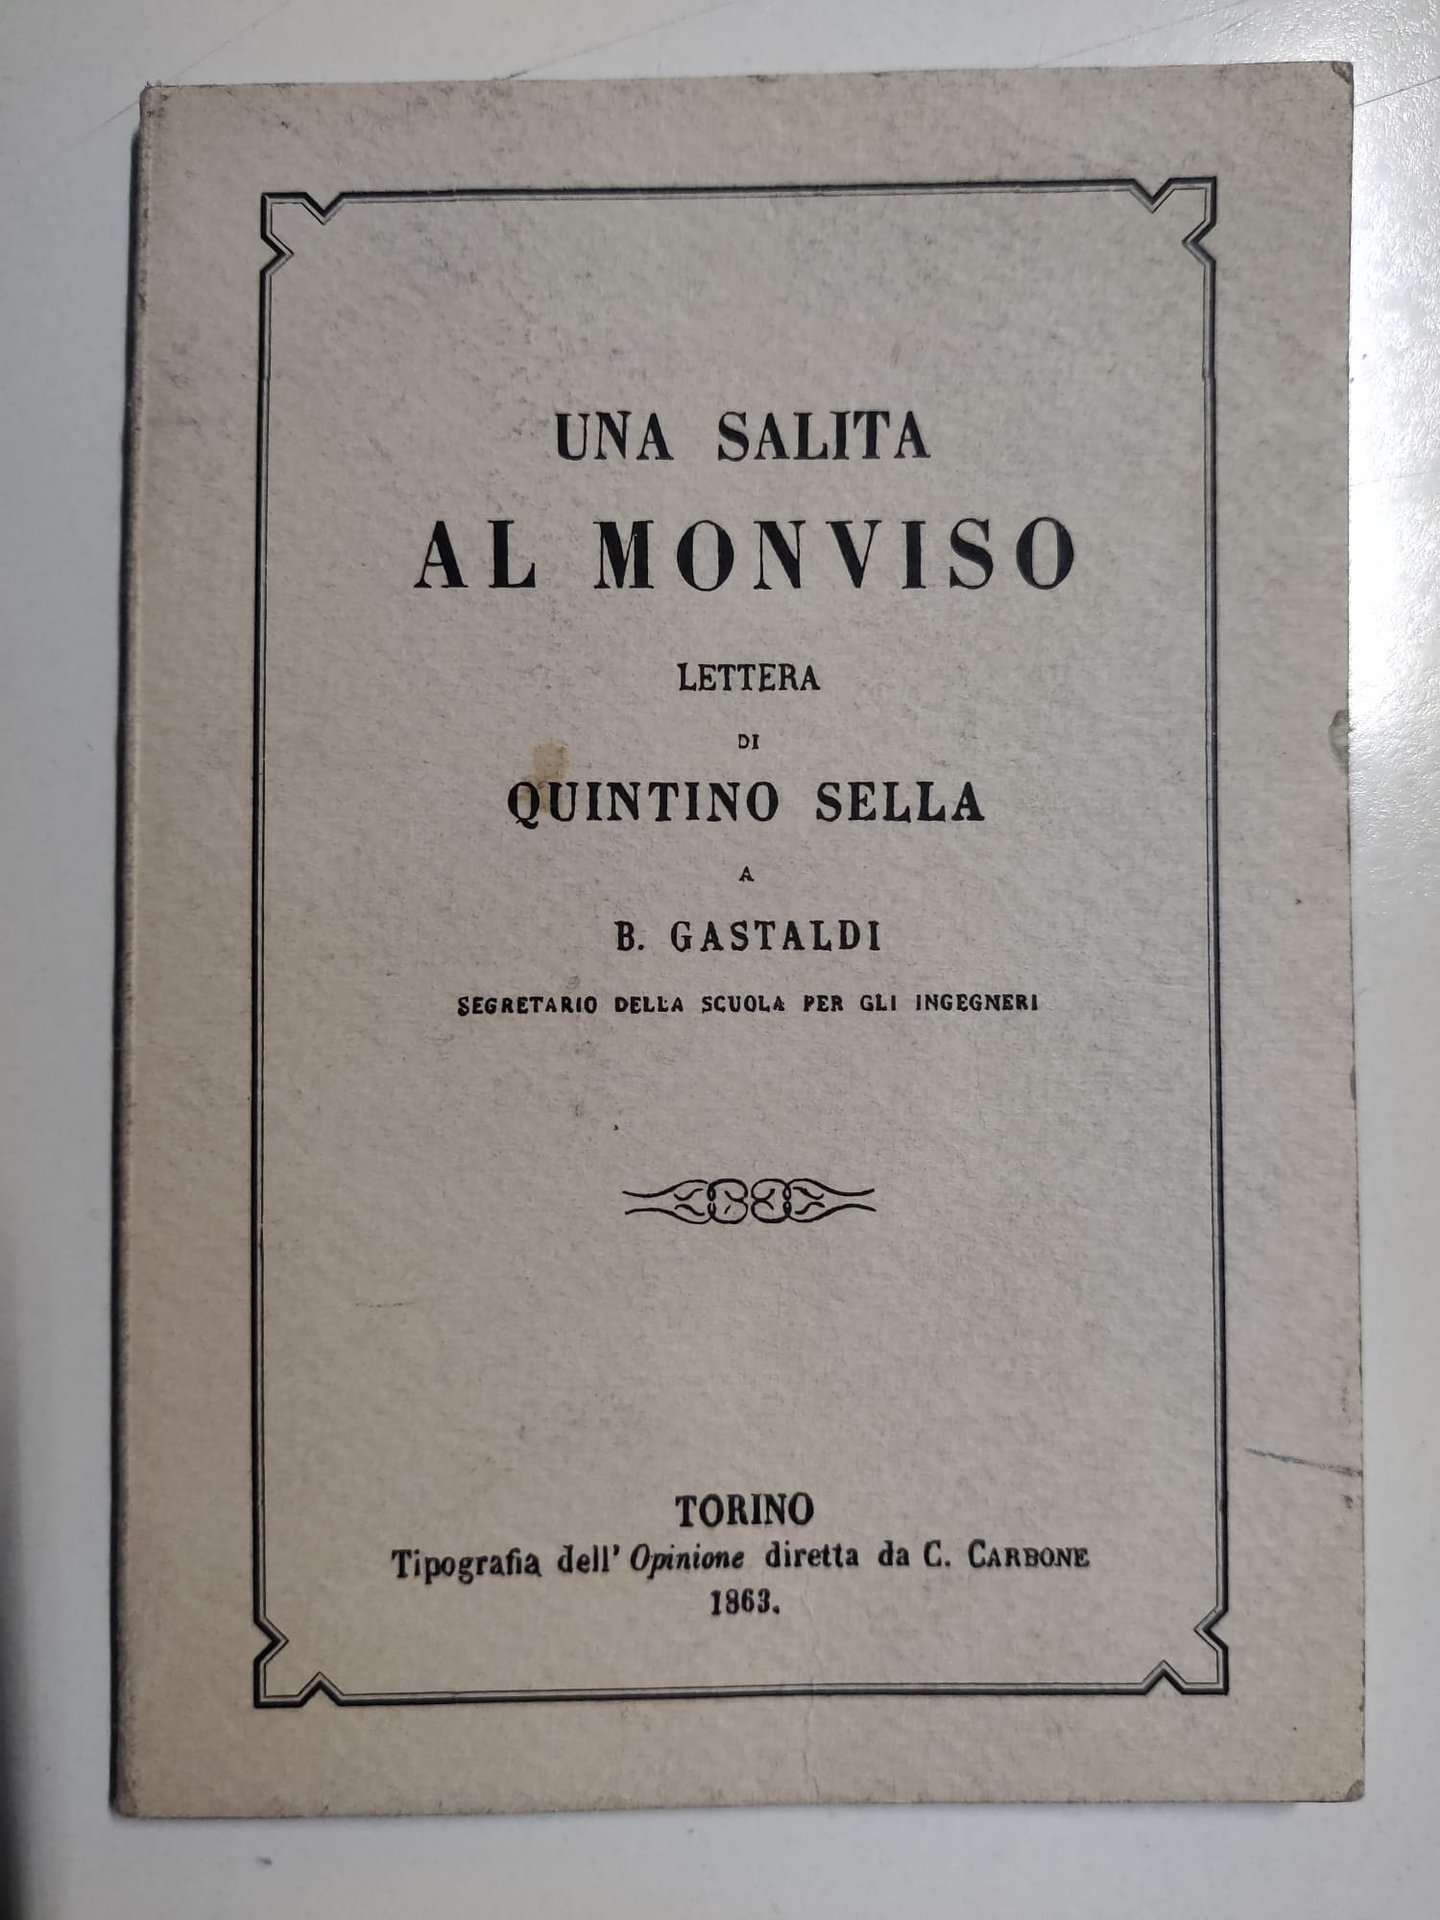 UNA SALITA
AL MONVISO
LETTERA
DI
QUINTINO SELLA
A
B. GASTALDI
SEGRETARIO DELLA SCUOLA PER GLI INGEGNERI
TORINO
Tipografia dell' Opinione diretta da C. CARBONE
1863.